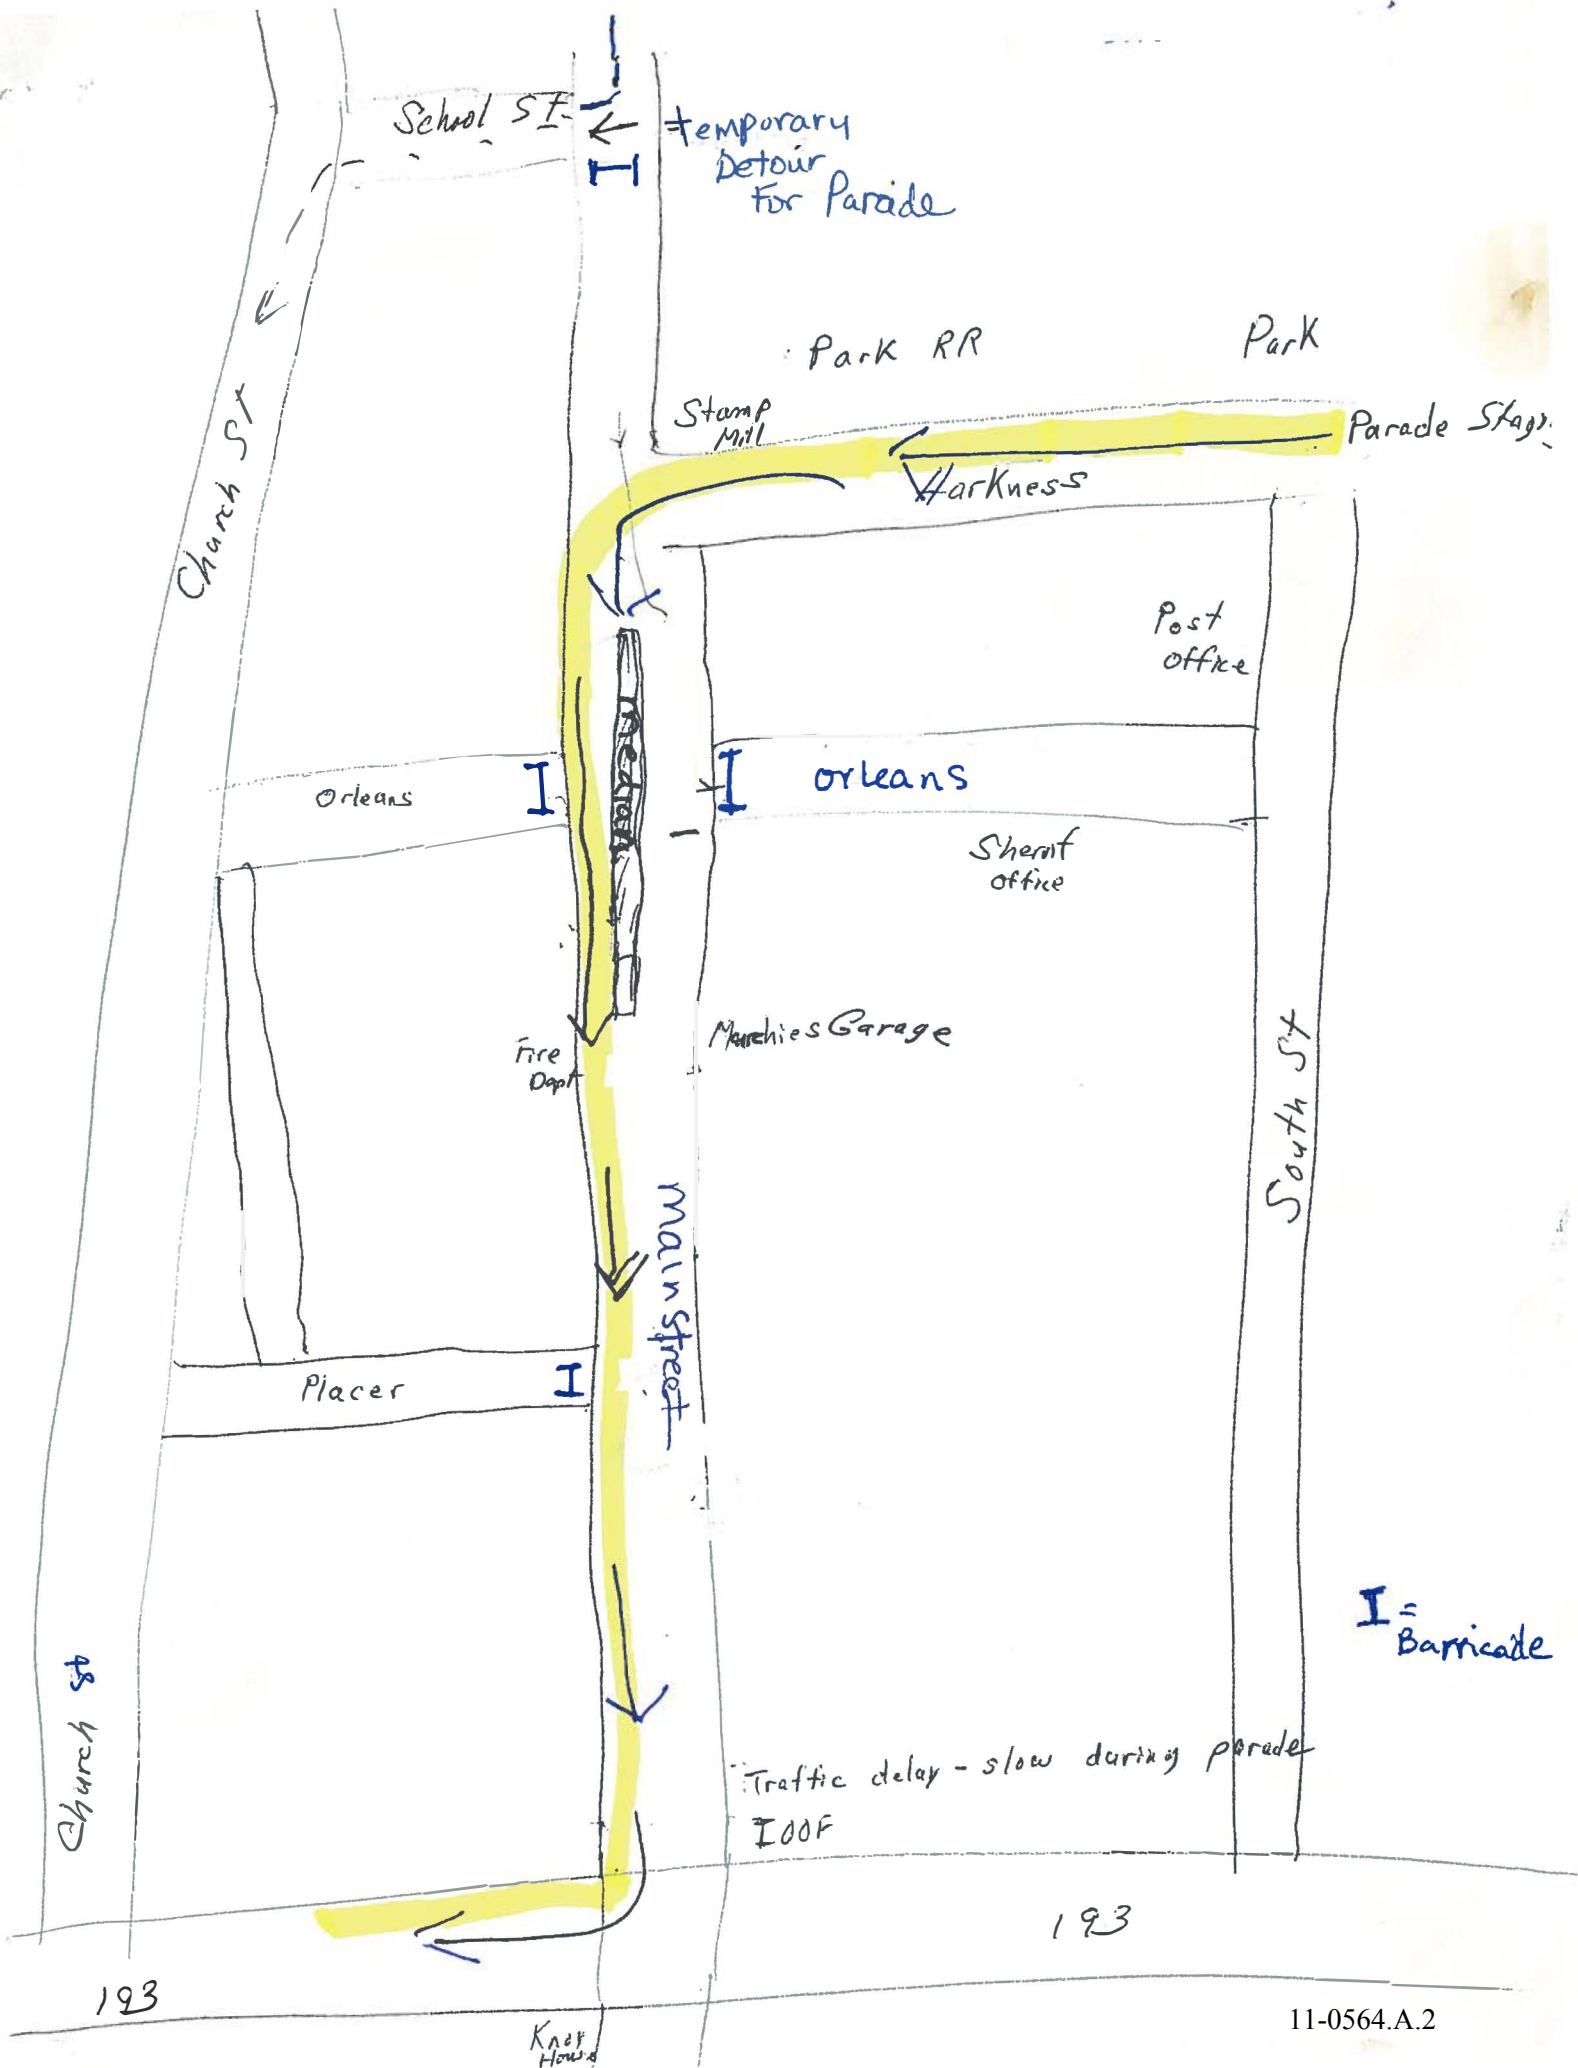 School St
temporary
Detour
For Parade
Park RR
Park
Stamp
Mill
Parade
Harkness
Church St
Post
office
median
Orleans
orleans
office
Garage
Fire
Dept
Main Street
South St
Placer
I =
Barricade
Church St
Traffic delay - slow during parade
IOOF
193
193
House
11-0564.A.2